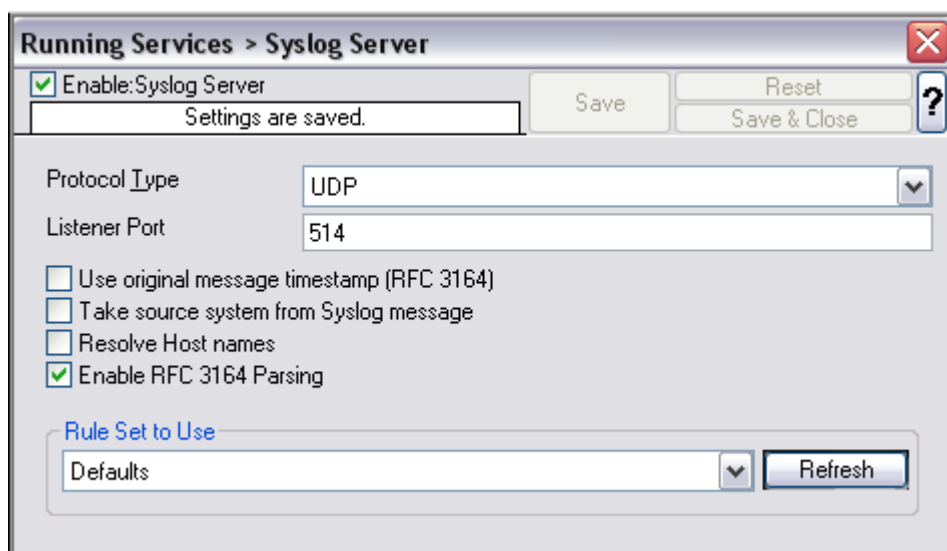 Running Services > Syslog Server
Enable:Syslog Server
Settings are saved.
Save
Reset
Save & Close
?
Protocol Type
UDP
Listener Port
514
Use original message timestamp (RFC 3164)
Take source system from Syslog message
Resolve Host names
Enable RFC 3164 Parsing
Rule Set to Use
Defaults
Refresh